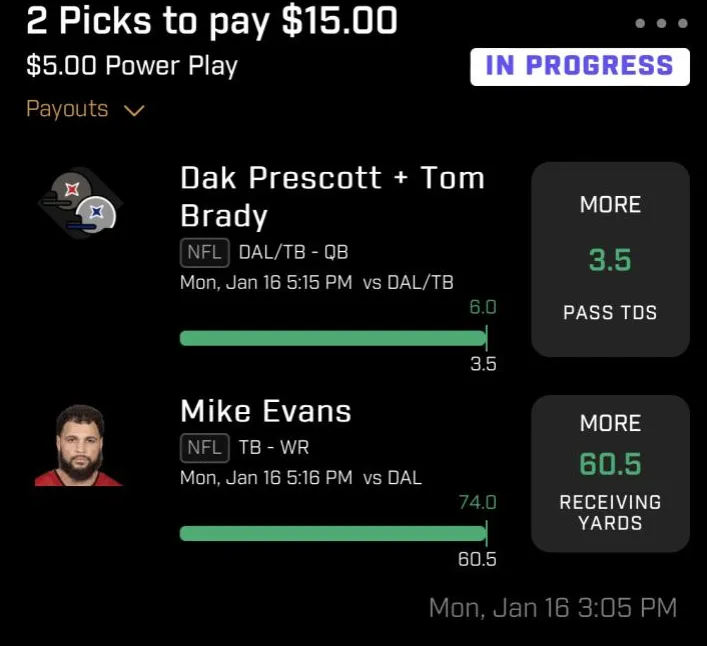 2 Picks to pay $15.00
$5.00 Power Play
IN PROGRESS
Payouts
Dak Prescott + Tom
Brady
NFL DAL/TB - QB
Mon, Jan 16 5:15 PM vs DAL/TB
6.0
3.5
MORE
3.5
PASS TDS
Mike Evans
NFL TB - WR
Mon, Jan 16 5:16 PM vs DAL
74.0
60.5
MORE
60.5
RECEIVING
YARDS
Mon, Jan 16 3:05 PM